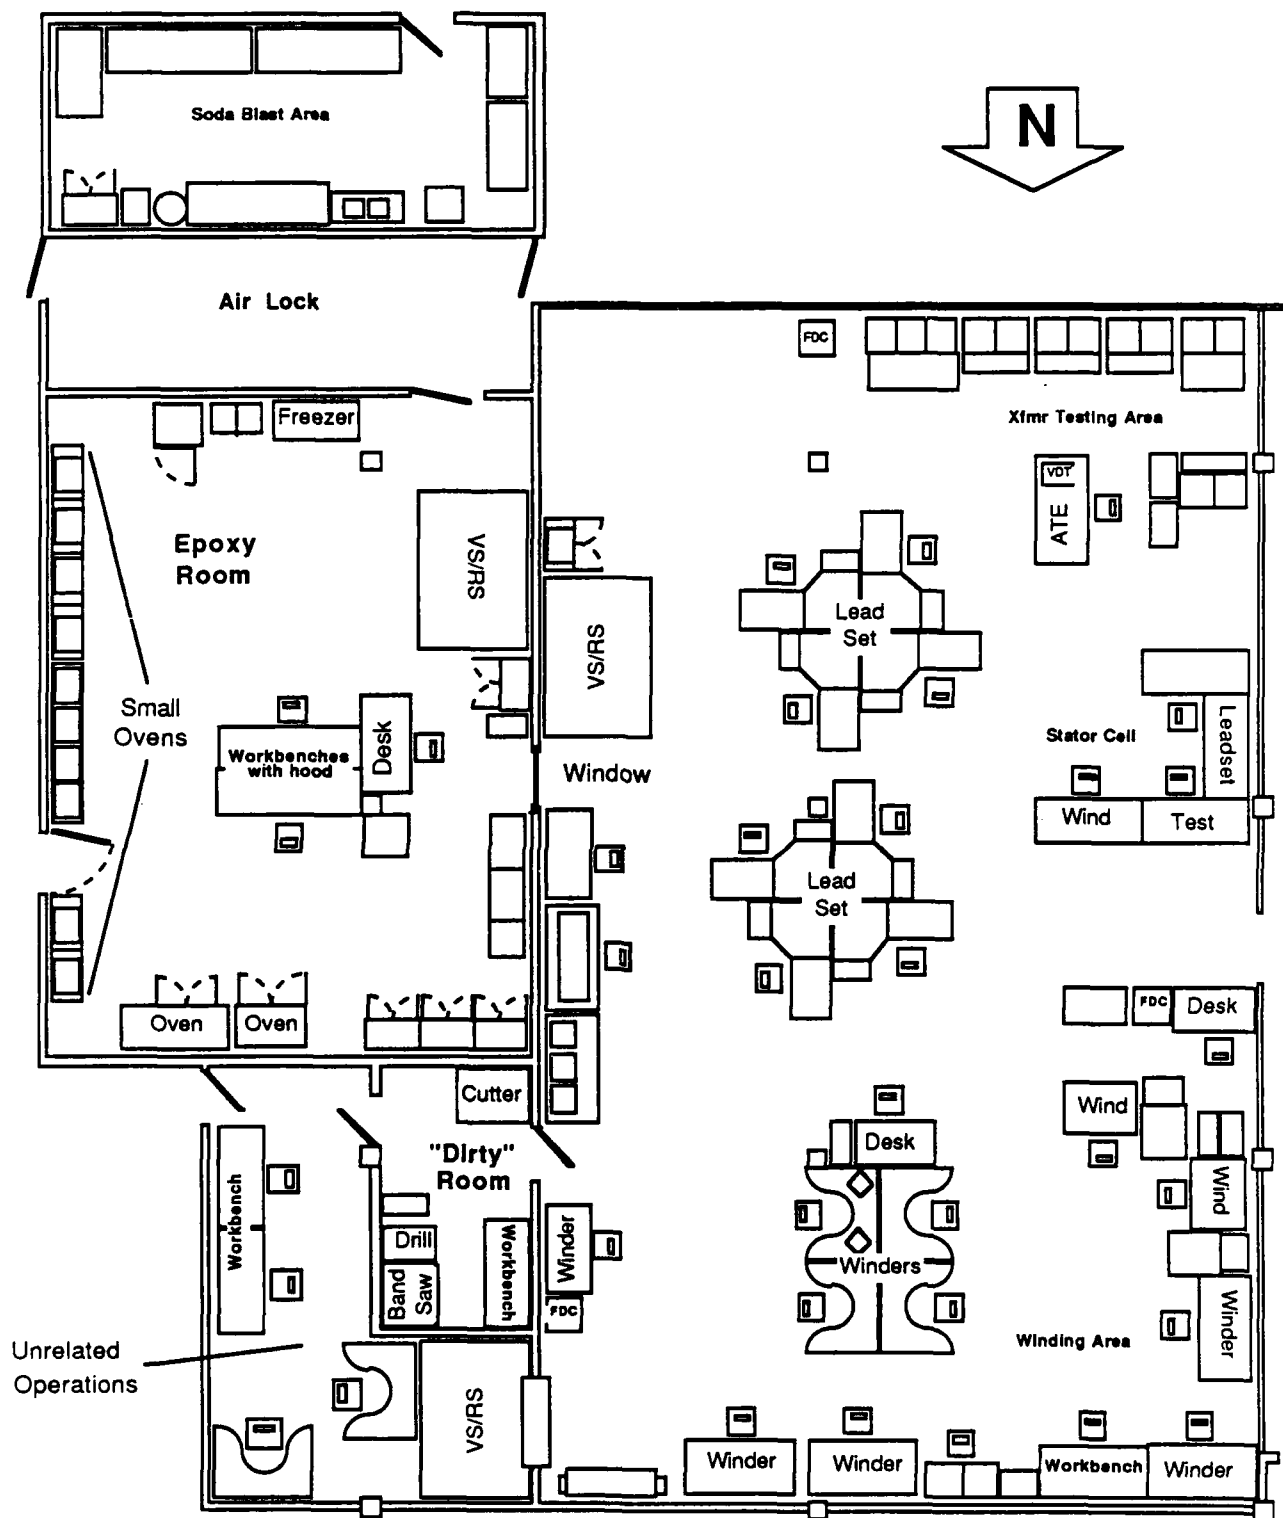 N
Soda Blast Area
Air Lock
FDC
Freezer
Xfmr Testing Area
VDT
ATE
Epoxy
Room
VS/RS
VS/RS
Lead
Set
Small
Ovens
Workbenches
with hood
Desk
Window
Stator Cell
Leadset
Wind
Test
Lead
Set
Oven
Oven
FDC
Desk
Cutter
Wind
"Dirty"
Room
Desk
Workbench
Wind
Drill
Workbench
Winder
Winders
Band
Saw
FDC
Winder
Unrelated
Operations
Winding Area
VS/RS
Winder
Winder
Workbench
Winder